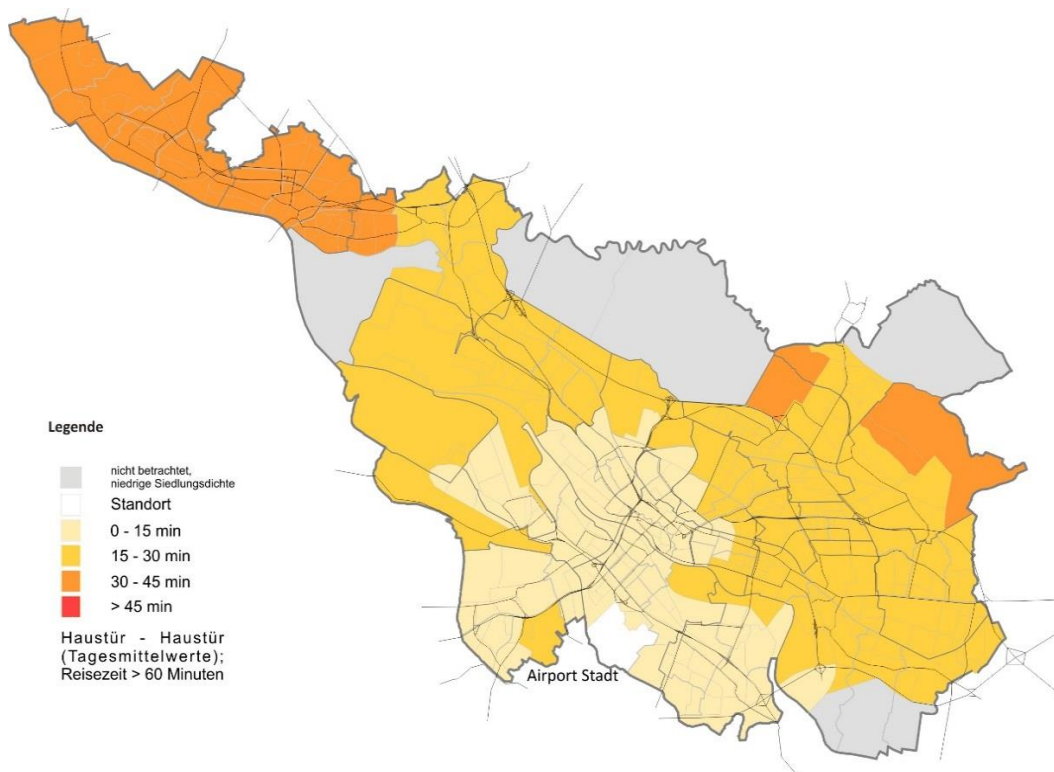 Legende
nicht betrachtet,
niedrige Siedlungsdichte
Standort
0 - 15 min
15 - 30 min
30 - 45 min
> 45 min
Haustür - Haustür
(Tagesmittelwerte);
Reisezeit > 60 Minuten
Airport Stadt